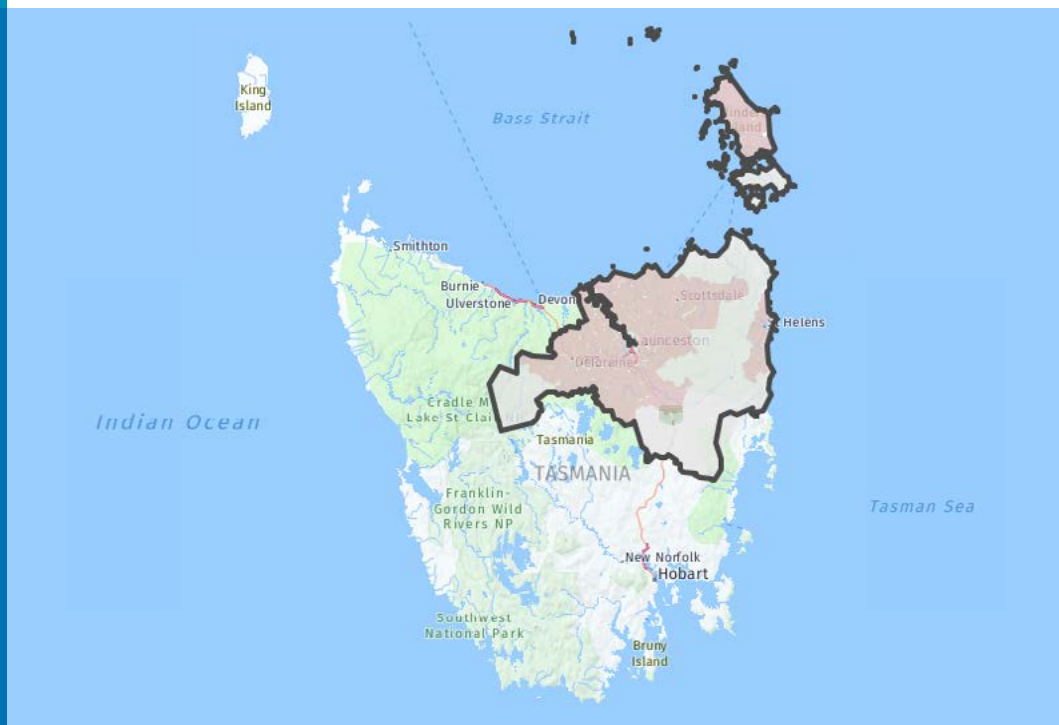 King
Island
Bass Strait
Smithton
Burnie
Ulverstone
Devon
Scottsdale
Launceston
Deloraine
Indian Ocean
Cradle M
Lake St Clai
Tasmania
TASMANIA
Franklin-
Gordon Wild
Rivers NP
Tasman Sea
New Norfolk
Hobart
Southwest
National Park
Bruny
Island
Helens